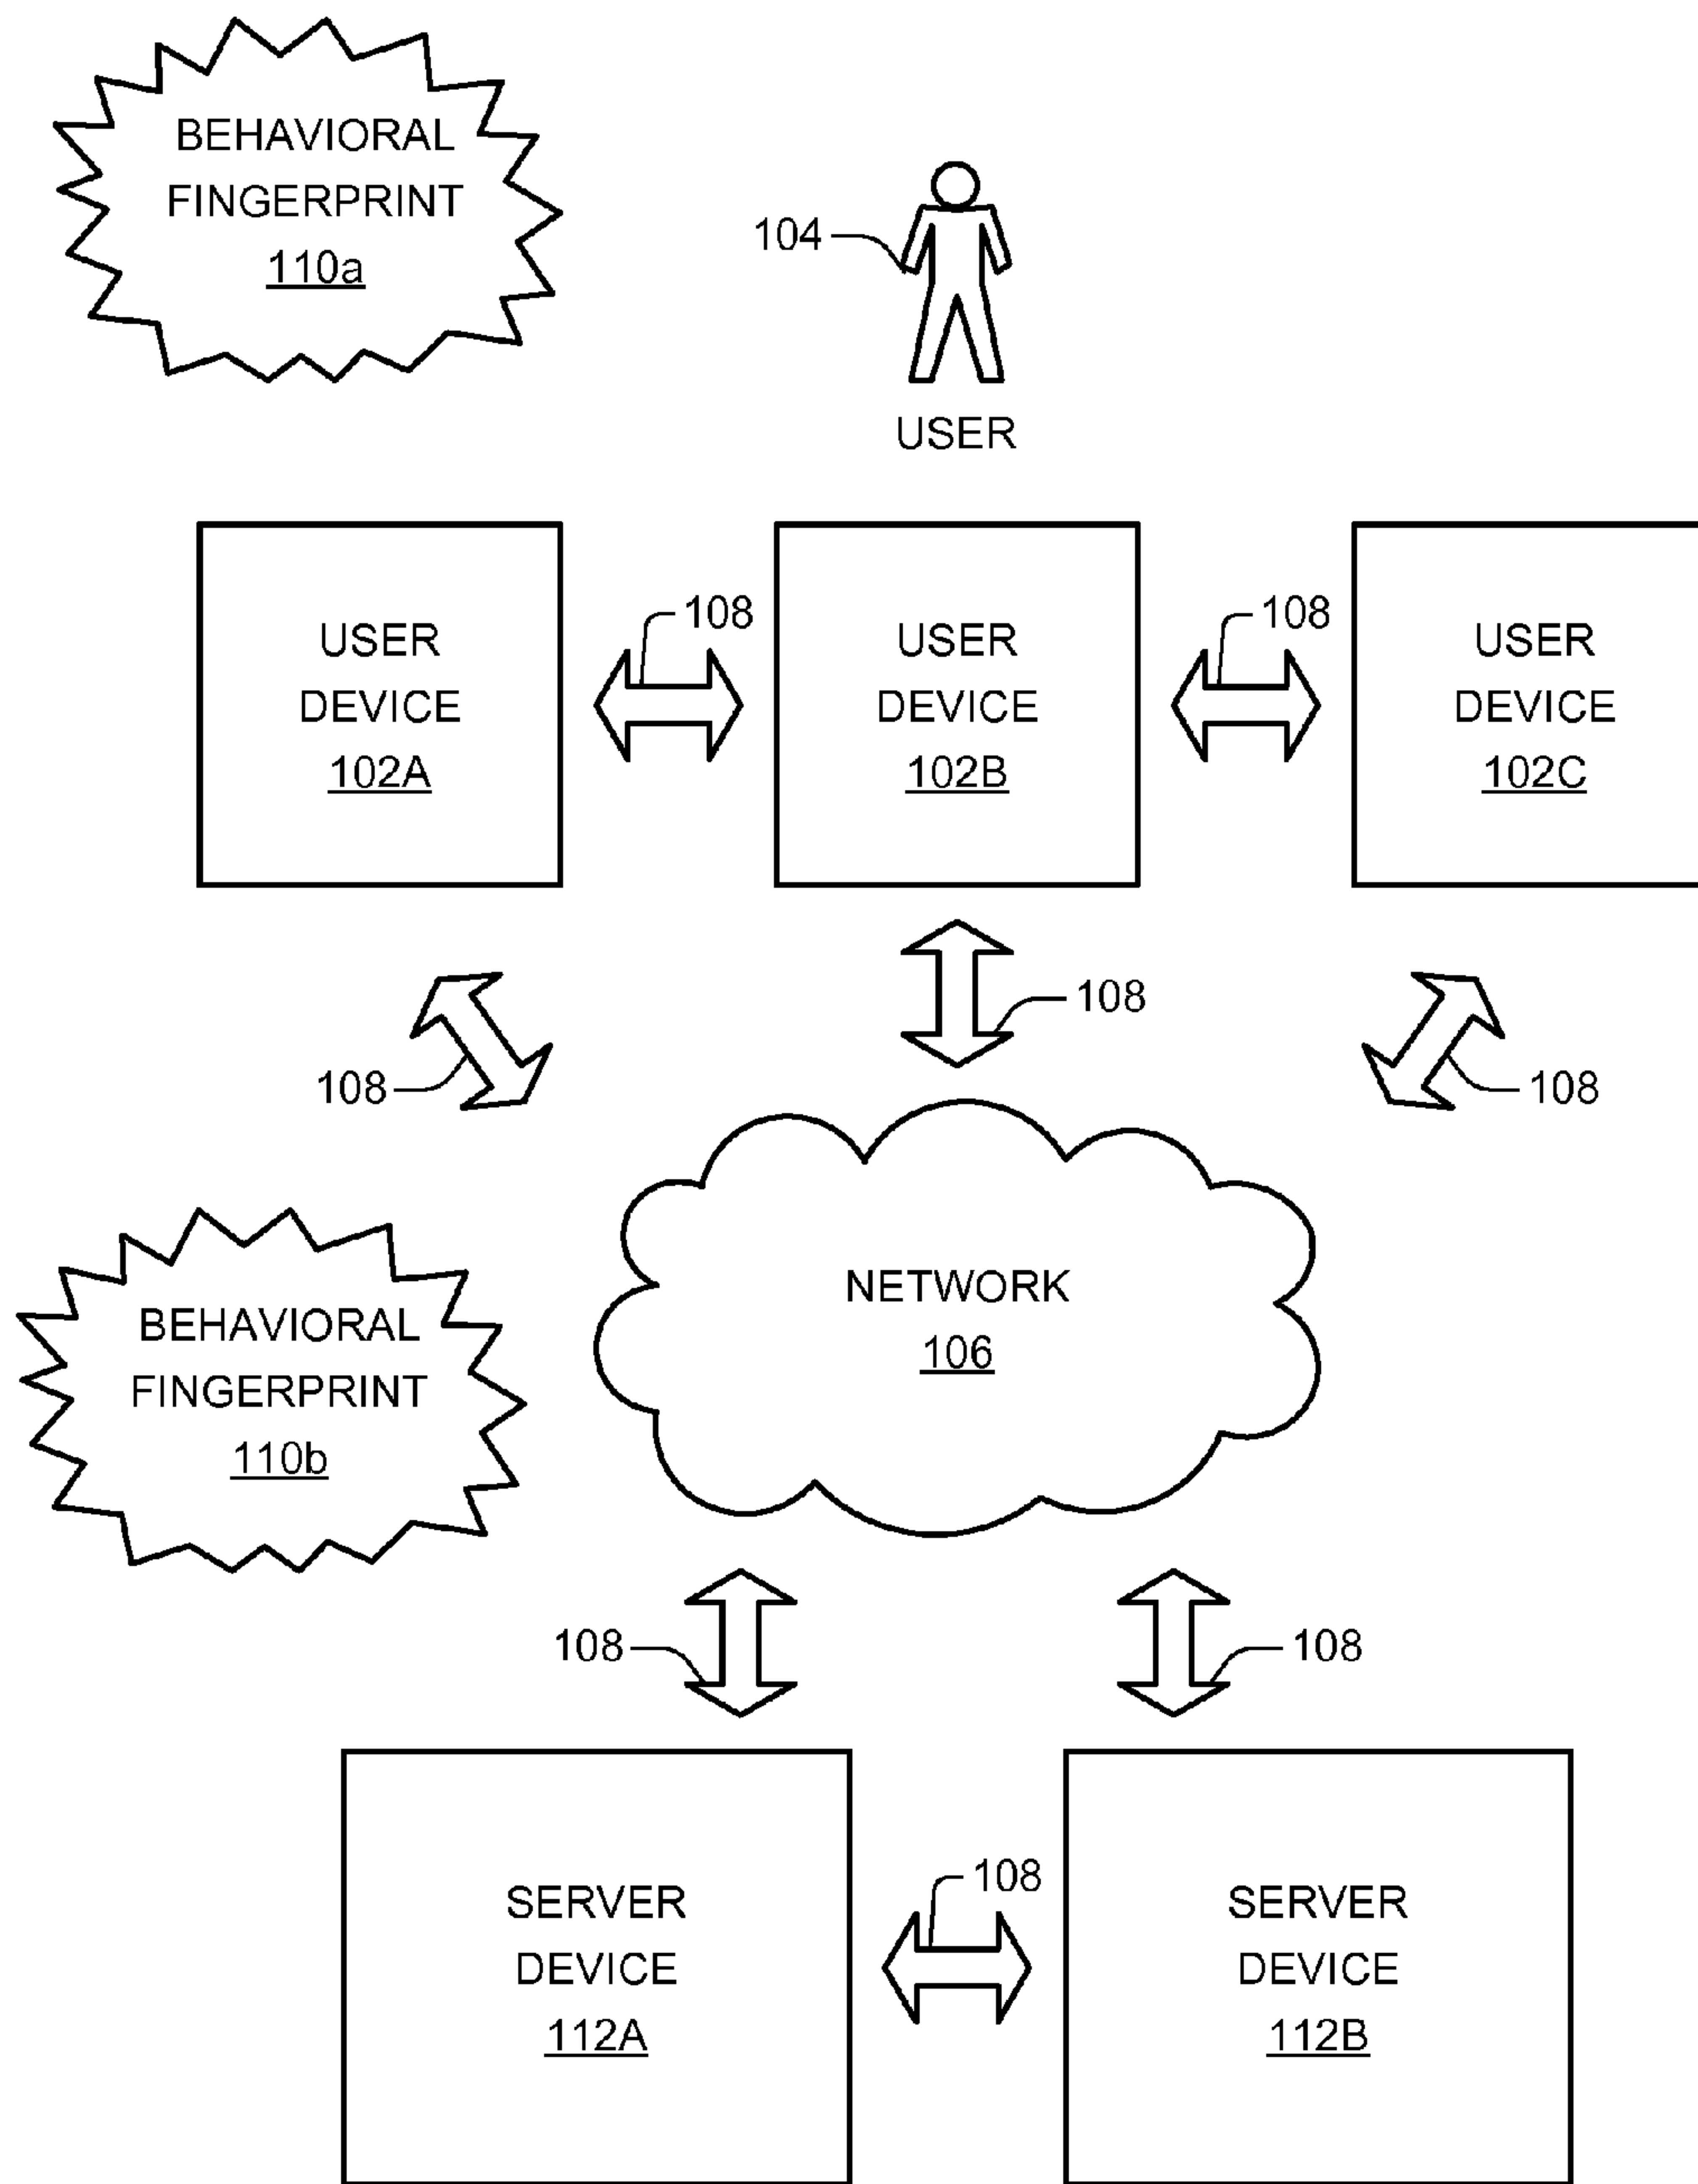 BEHAVIORAL
FINGERPRINT
110a
104
USER
USER
DEVICE
102A
108
USER
DEVICE
102B
108
USER
DEVICE
102C
108
108
108
BEHAVIORAL
FINGERPRINT
110b
NETWORK
106
108
108
SERVER
DEVICE
112A
108
SERVER
DEVICE
112B